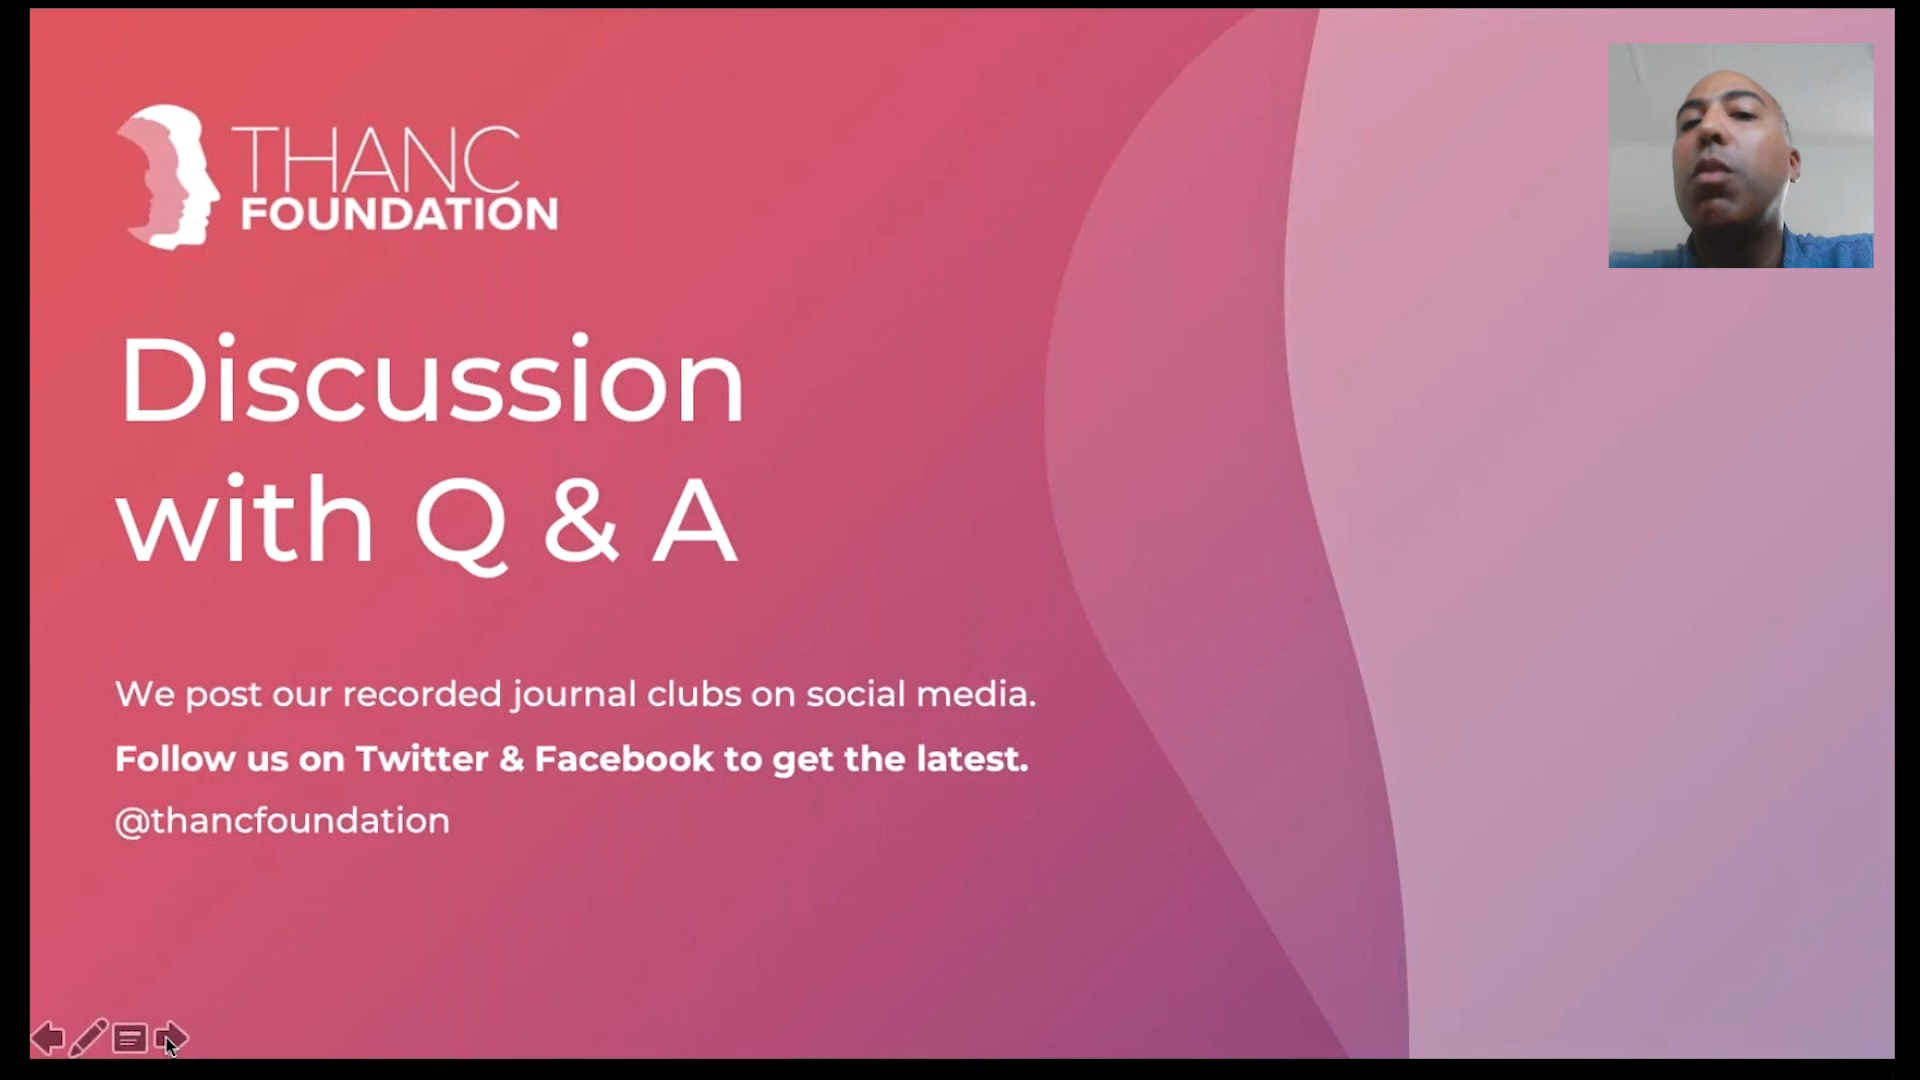 THANC
FOUNDATION
Discussion
with Q & A
We post our recorded journal clubs on social media.
Follow us on Twitter & Facebook to get the latest.
@thancfoundation